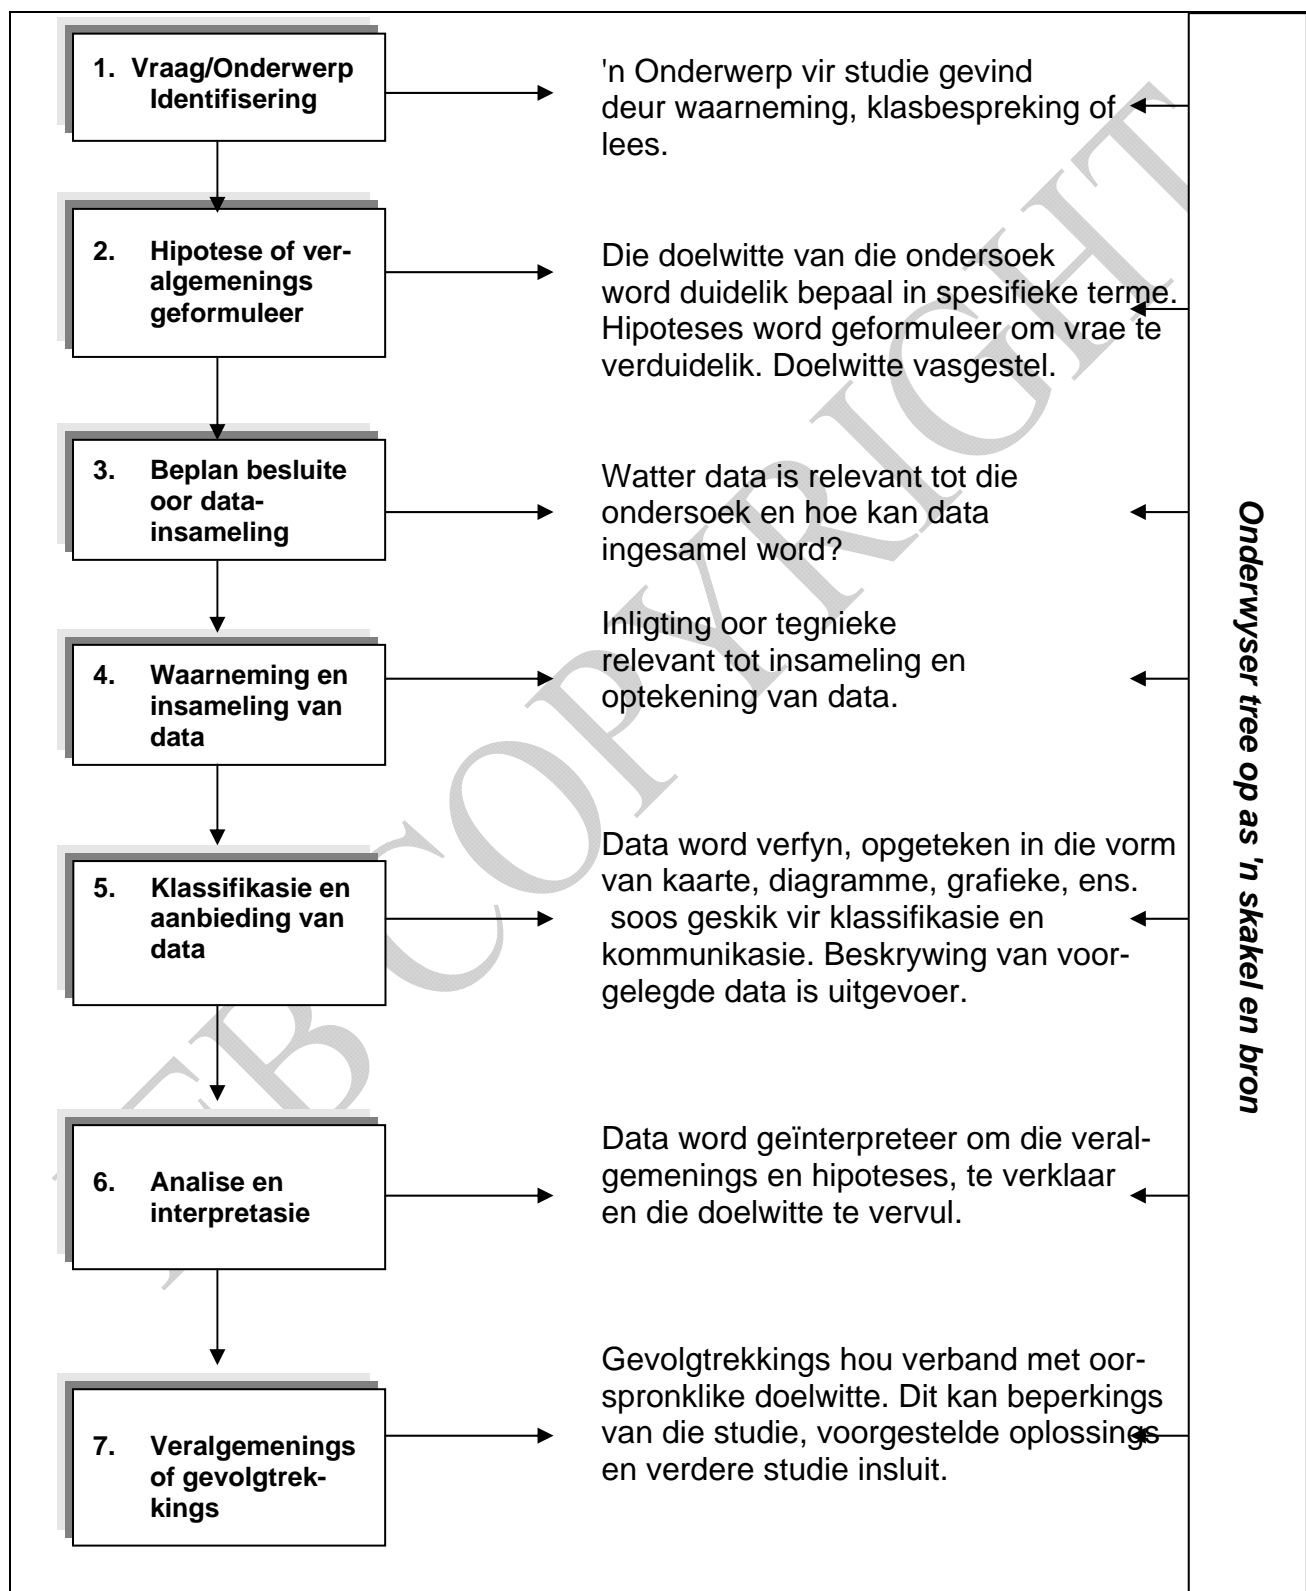 1. Vraag/Onderwerp
Identifisering
'n Onderwerp vir studie gevind
deur waarneming, klasbespreking of
lees.
2. Hipotese of ver-
algemenings
geformuleer
Die doelwitte van die ondersoek
word duidelik bepaal in spesifieke terme.
Hipoteses word geformuleer om vrae te
verduidelik. Doelwitte vasgestel.
3. Beplan besluite
oor data-
insameling
Watter data is relevant tot die
ondersoek en hoe kan data
ingesamel word?
4. Waarneming en
insameling van
data
Inligting oor tegnieke
relevant tot insameling en
optekening van data.
5. Klassifikasie en
aanbieding van
data
Data word verfyn, opgeteken in die vorm
van kaarte, diagramme, grafieke, ens.
soos geskik vir klassifikasie en
kommunikasie. Beskrywing van voor-
gelegde data is uitgevoer.
6. Analise en
interpretasie
Data word geïnterpreteer om die veral-
gemenings en hipoteses, te verklaar
en die doelwitte te vervul.
7. Veralgemenings
of gevolgtrek-
kings
Gevolgtrekkings hou verband met oor-
spronklike doelwitte. Dit kan beperkings
van die studie, voorgestelde oplossings
en verdere studie insluit.
Onderwyser tree op as 'n skakel en bron
COPYRIGHT